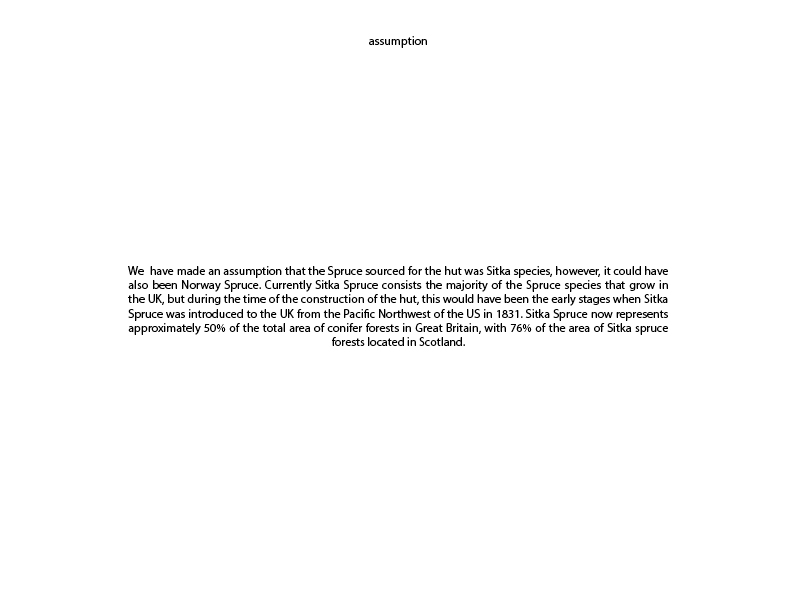 assumption
We  have made an assumption that the Spruce sourced for the hut was Sitka species, however, it could have
also been Norway Spruce. Currently Sitka Spruce consists the majority of the Spruce species that grow in
the UK, but during the time of the construction of the hut, this would have been the early stages when Sitka
Spruce was introduced to the UK from the Pacific Northwest of the US in 1831. Sitka Spruce now represents
approximately 50% of the total area of conifer forests in Great Britain, with 76% of the area of Sitka spruce
forests located in Scotland.